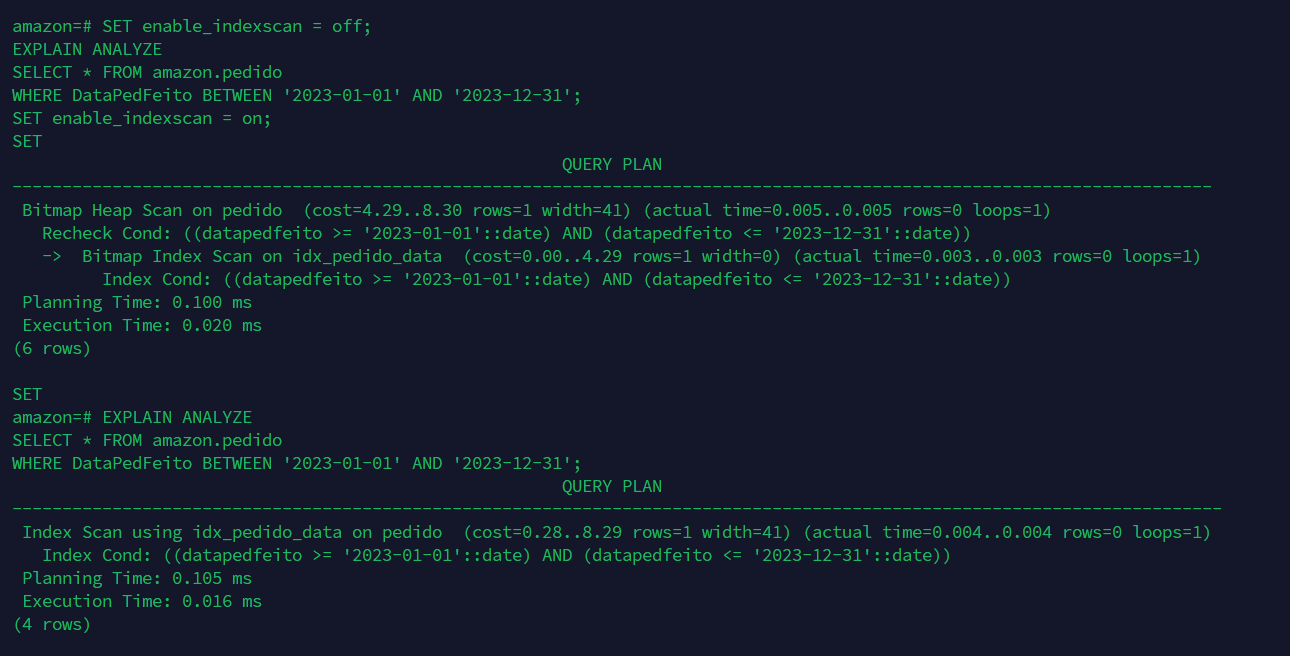 amazon=# SET enable_indexscan = off;
EXPLAIN ANALYZE
SELECT * FROM amazon.pedido
WHERE DataPedFeito BETWEEN '2023-01-01' AND '2023-12-31';
SET enable_indexscan = on;
SET
QUERY PLAN
------------------------------------------------------------------------------------------------------------------------
Bitmap Heap Scan on pedido  (cost=4.29..8.30 rows=1 width=41) (actual time=0.005..0.005 rows=0 loops=1)
Recheck Cond: ((datapedfeito >= '2023-01-01'::date) AND (datapedfeito <= '2023-12-31'::date))
->  Bitmap Index Scan on idx_pedido_data  (cost=0.00..4.29 rows=1 width=0) (actual time=0.003..0.003 rows=0 loops=1)
Index Cond: ((datapedfeito >= '2023-01-01'::date) AND (datapedfeito <= '2023-12-31'::date))
Planning Time: 0.100 ms
Execution Time: 0.020 ms
(6 rows)
SET
amazon=# EXPLAIN ANALYZE
SELECT * FROM amazon.pedido
WHERE DataPedFeito BETWEEN '2023-01-01' AND '2023-12-31';
QUERY PLAN
-------------------------------------------------------------------------------------------------------------------------
Index Scan using idx_pedido_data on pedido  (cost=0.28..8.29 rows=1 width=41) (actual time=0.004..0.004 rows=0 loops=1)
Index Cond: ((datapedfeito >= '2023-01-01'::date) AND (datapedfeito <= '2023-12-31'::date))
Planning Time: 0.105 ms
Execution Time: 0.016 ms
(4 rows)